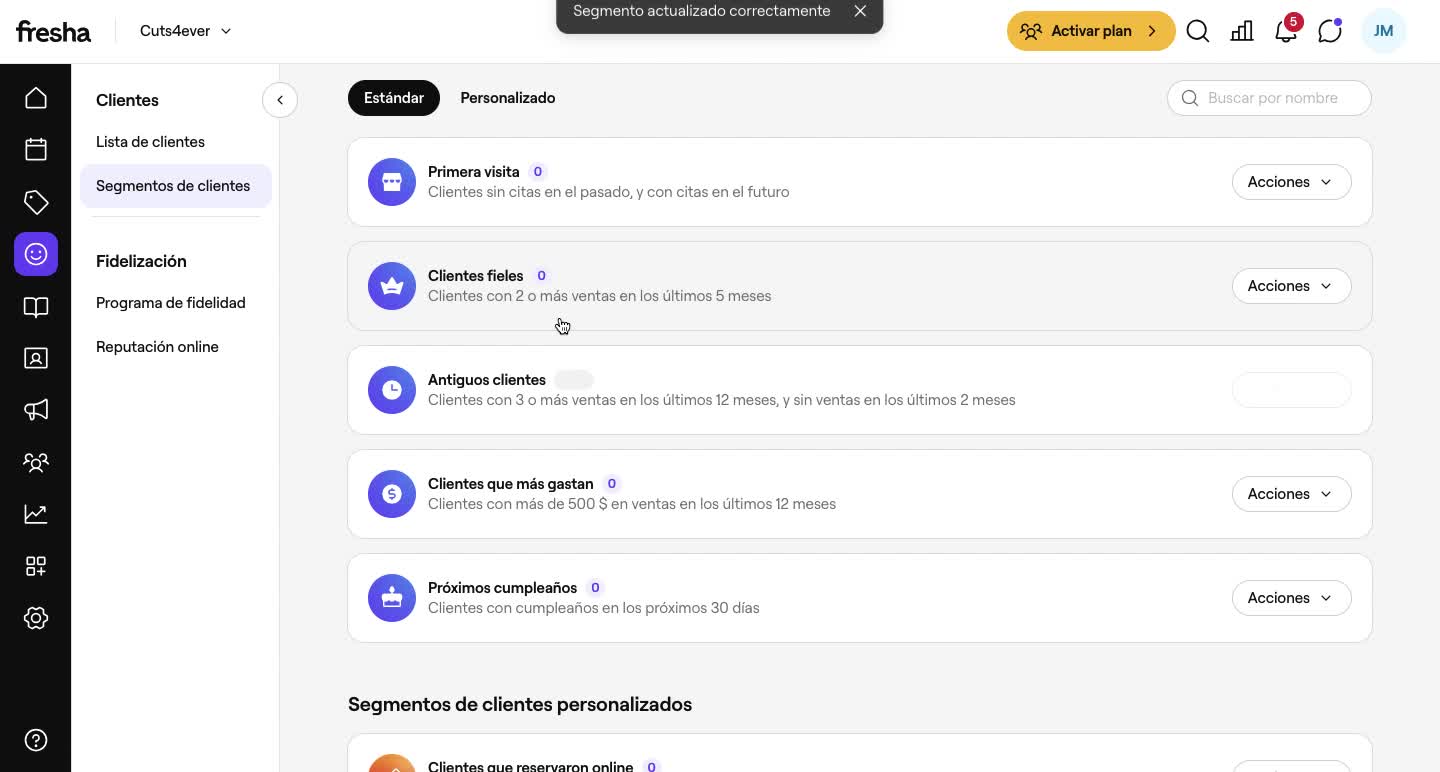 Segmento actualizado correctamente
fresha
Cuts4ever
Activar plan
5
JM
Clientes
Lista de clientes
Segmentos de clientes
Fidelización
Programa de fidelidad
Reputación online
Estándar
Personalizado
Buscar por nombre
Primera visita 0
Clientes sin citas en el pasado, y con citas en el futuro
Acciones
Clientes fieles 0
Clientes con 2 o más ventas en los últimos 5 meses
Acciones
Antiguos clientes
Clientes con 3 o más ventas en los últimos 12 meses, y sin ventas en los últimos 2 meses
Clientes que más gastan 0
Clientes con más de 500 $ en ventas en los últimos 12 meses
Acciones
Próximos cumpleaños 0
Clientes con cumpleaños en los próximos 30 días
Acciones
Segmentos de clientes personalizados
Clientes que reservaron online 0